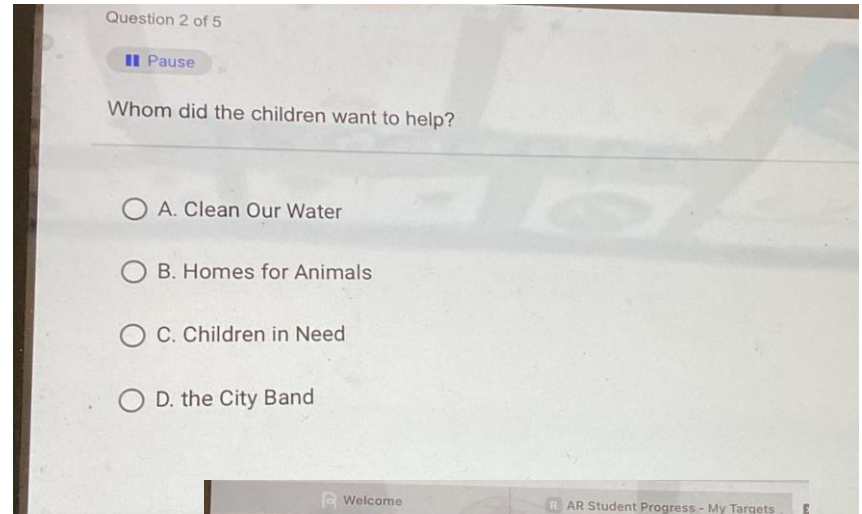 Question 2 of 5
Pause
Whom did the children want to help?
A. Clean Our Water
B. Homes for Animals
C. Children in Need
D. the City Band
Welcome
R AR Student Progress - My Targets